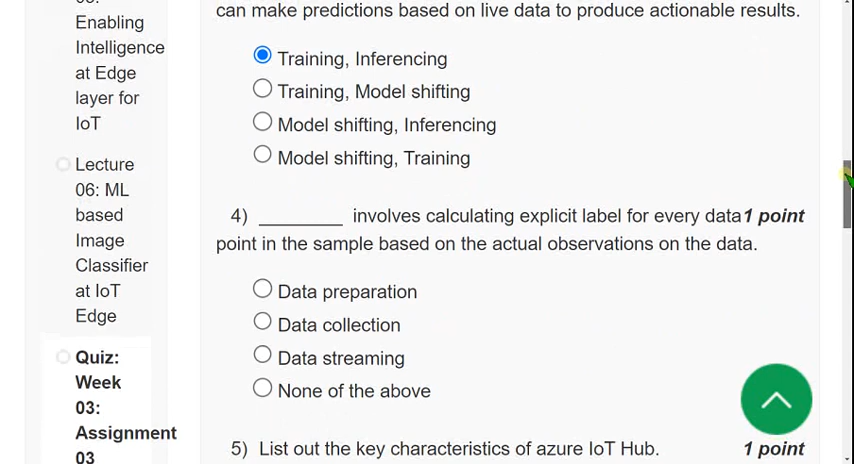 Enabling
Intelligence
at Edge
layer for
IoT
Lecture
06: ML
based
Image
Classifier
at IoT
Edge
Quiz:
Week
03:
Assignment
03
can make predictions based on live data to produce actionable results.
Training, Inferencing
Training, Model shifting
Model shifting, Inferencing
Model shifting, Training
4) ________ involves calculating explicit label for every data 1 point
point in the sample based on the actual observations on the data.
Data preparation
Data collection
Data streaming
None of the above
5) List out the key characteristics of azure IoT Hub. 1 point